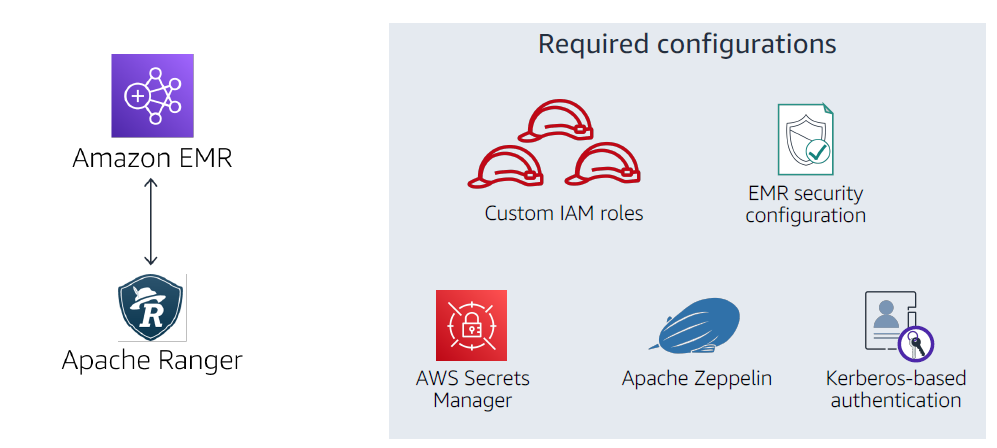 Required configurations
Amazon EMR
Custom IAM roles
EMR security
configuration
R
Apache Ranger
AWS Secrets
Manager
Apache Zeppelin
Kerberos-based
authentication